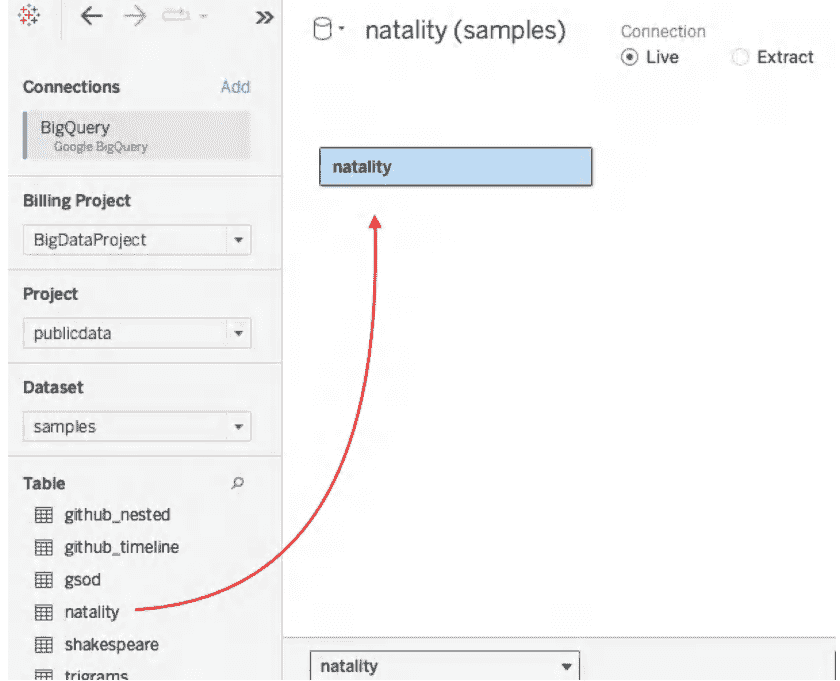 Connections Add
BigQuery
Google BigQuery
Billing Project
BigDataProject
Project
publicdata
Dataset
samples
Table
github_nested
github_timeline
gsod
natality
shakespeare
trigrams
natality (samples)
Connection
Live Extract
natality
natality